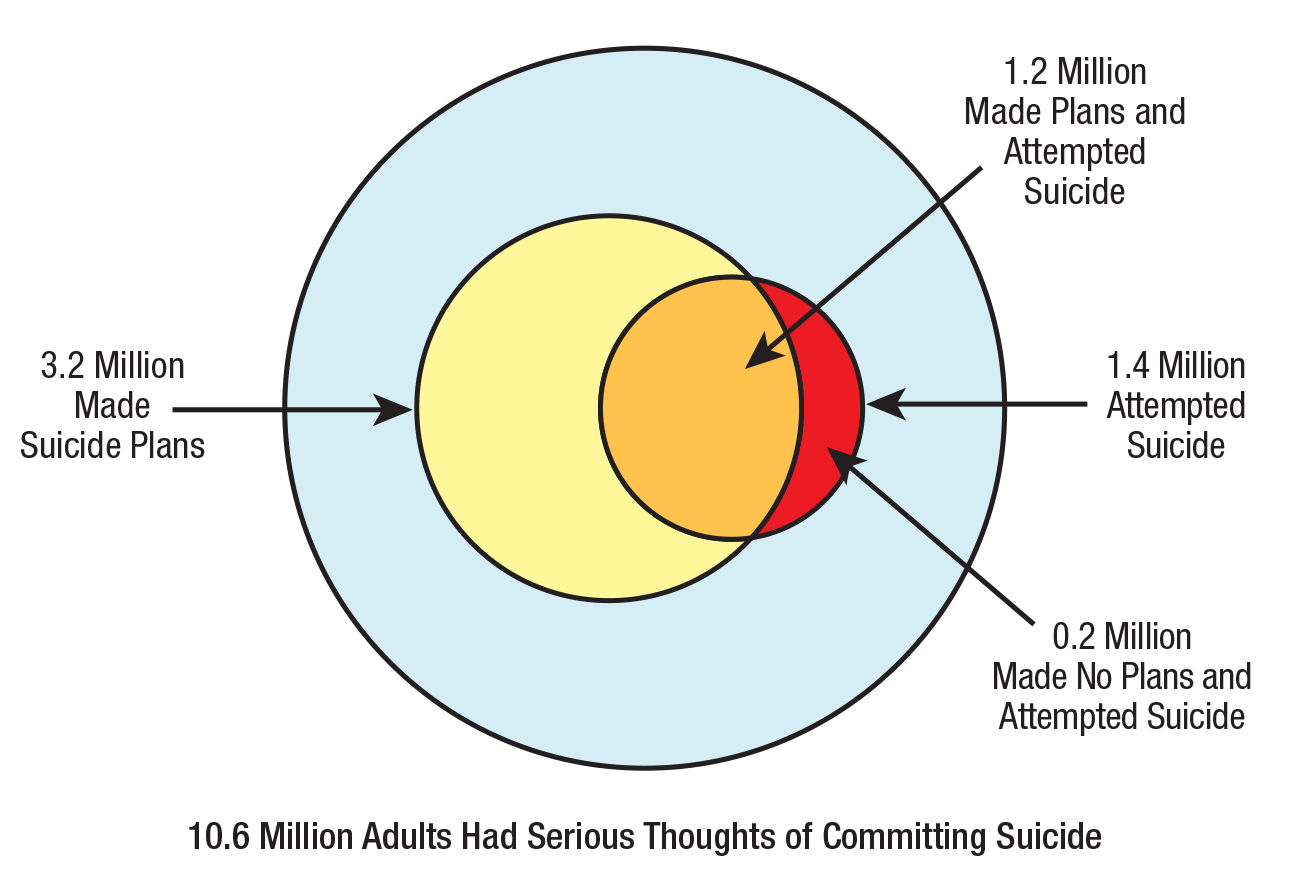 1.2 Million
Made Plans and
Attempted
Suicide
3.2 Million
Made
Suicide Plans
1.4 Million
Attempted
Suicide
0.2 Million
Made No Plans and
Attempted Suicide
10.6 Million Adults Had Serious Thoughts of Committing Suicide